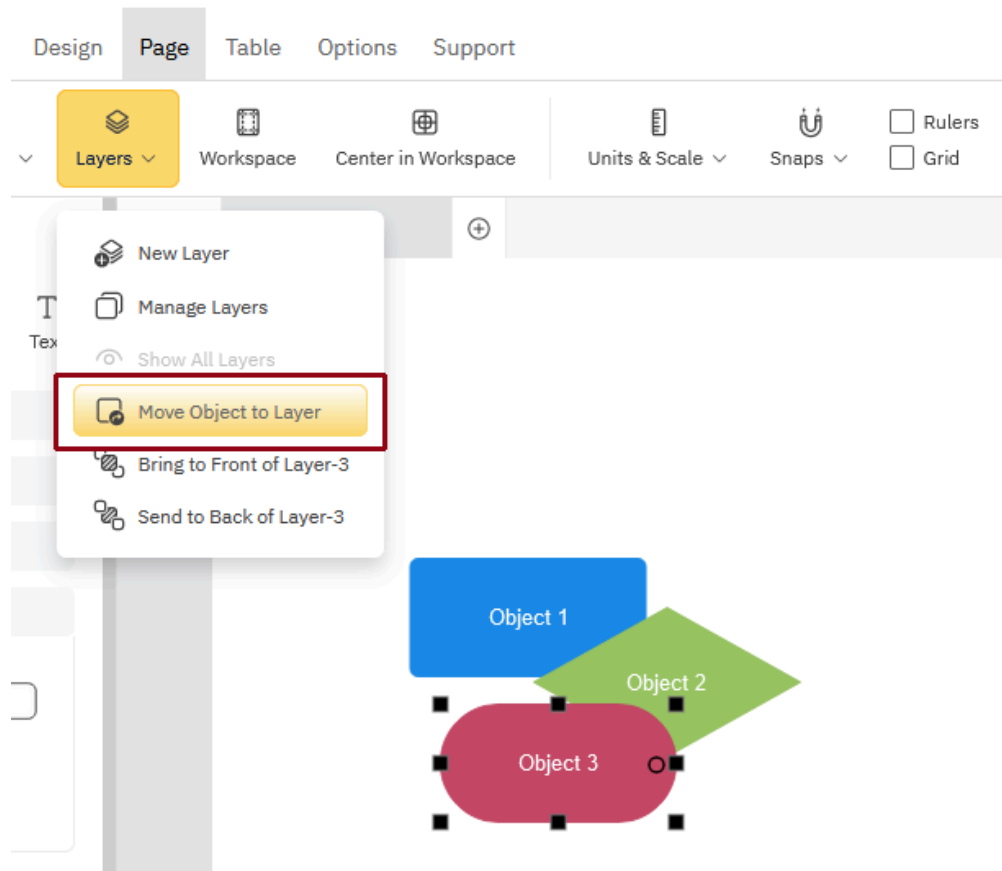 Design Page Table Options Support
Layers Workspace Center in Workspace Units & Scale Snaps Rulers
Grid
New Layer
Manage Layers
Show All Layers
Move Object to Layer
Bring to Front of Layer-3
Send to Back of Layer-3
Object 1
Object 2
Object 3